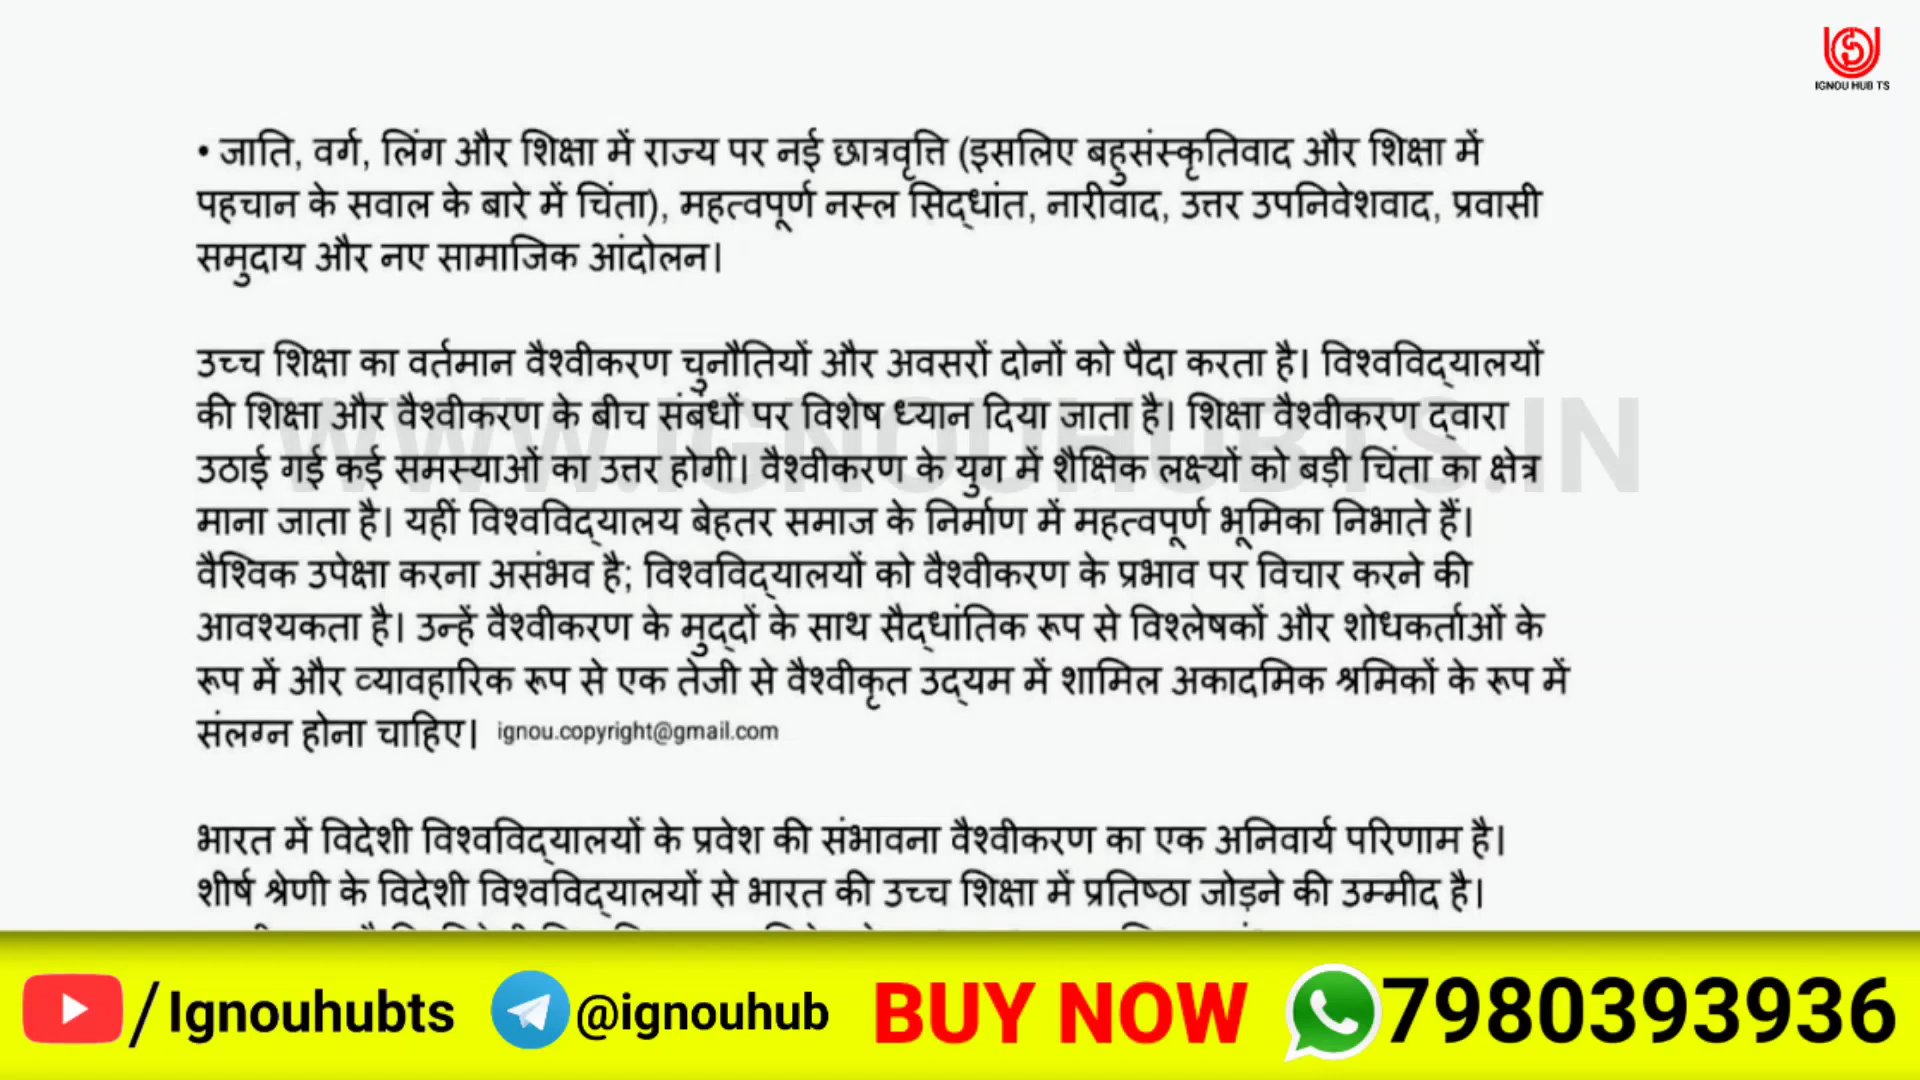 IGNOU HUB TS
• जाति, वर्ग, लिंग और शिक्षा में राज्य पर नई छात्रवृत्ति (इसलिए बहुसंस्कृतिवाद और शिक्षा में
पहचान के सवाल के बारे में चिंता), महत्वपूर्ण नस्ल सिद्धांत, नारीवाद, उत्तर उपनिवेशवाद, प्रवासी
समुदाय और नए सामाजिक आंदोलन।
उच्च शिक्षा का वर्तमान वैश्वीकरण चुनौतियों और अवसरों दोनों को पैदा करता है। विश्वविद्यालयों
की शिक्षा और वैश्वीकरण के बीच संबंधों पर विशेष ध्यान दिया जाता है। शिक्षा वैश्वीकरण द्वारा
WWW.IGNOUHUBTS.IN
उठाई गई कई समस्याओं का उत्तर होगी। वैश्वीकरण के युग में शैक्षिक लक्ष्यों को बड़ी चिंता का क्षेत्र
माना जाता है। यहीं विश्वविद्यालय बेहतर समाज के निर्माण में महत्वपूर्ण भूमिका निभाते हैं।
वैश्विक उपेक्षा करना असंभव है; विश्वविद्यालयों को वैश्वीकरण के प्रभाव पर विचार करने की
आवश्यकता है। उन्हें वैश्वीकरण के मुद्दों के साथ सैद्धांतिक रूप से विश्लेषकों और शोधकर्ताओं के
रूप में और व्यावहारिक रूप से एक तेजी से वैश्वीकृत उद्यम में शामिल अकादमिक श्रमिकों के रूप में
संलग्न होना चाहिए। ignou.copyright@gmail.com
भारत में विदेशी विश्वविद्यालयों के प्रवेश की संभावना वैश्वीकरण का एक अनिवार्य परिणाम है।
शीर्ष श्रेणी के विदेशी विश्वविद्यालयों से भारत की उच्च शिक्षा में प्रतिष्ठा जोड़ने की उम्मीद है।
/Ignouhubts @ignouhub BUY NOW 7980393936